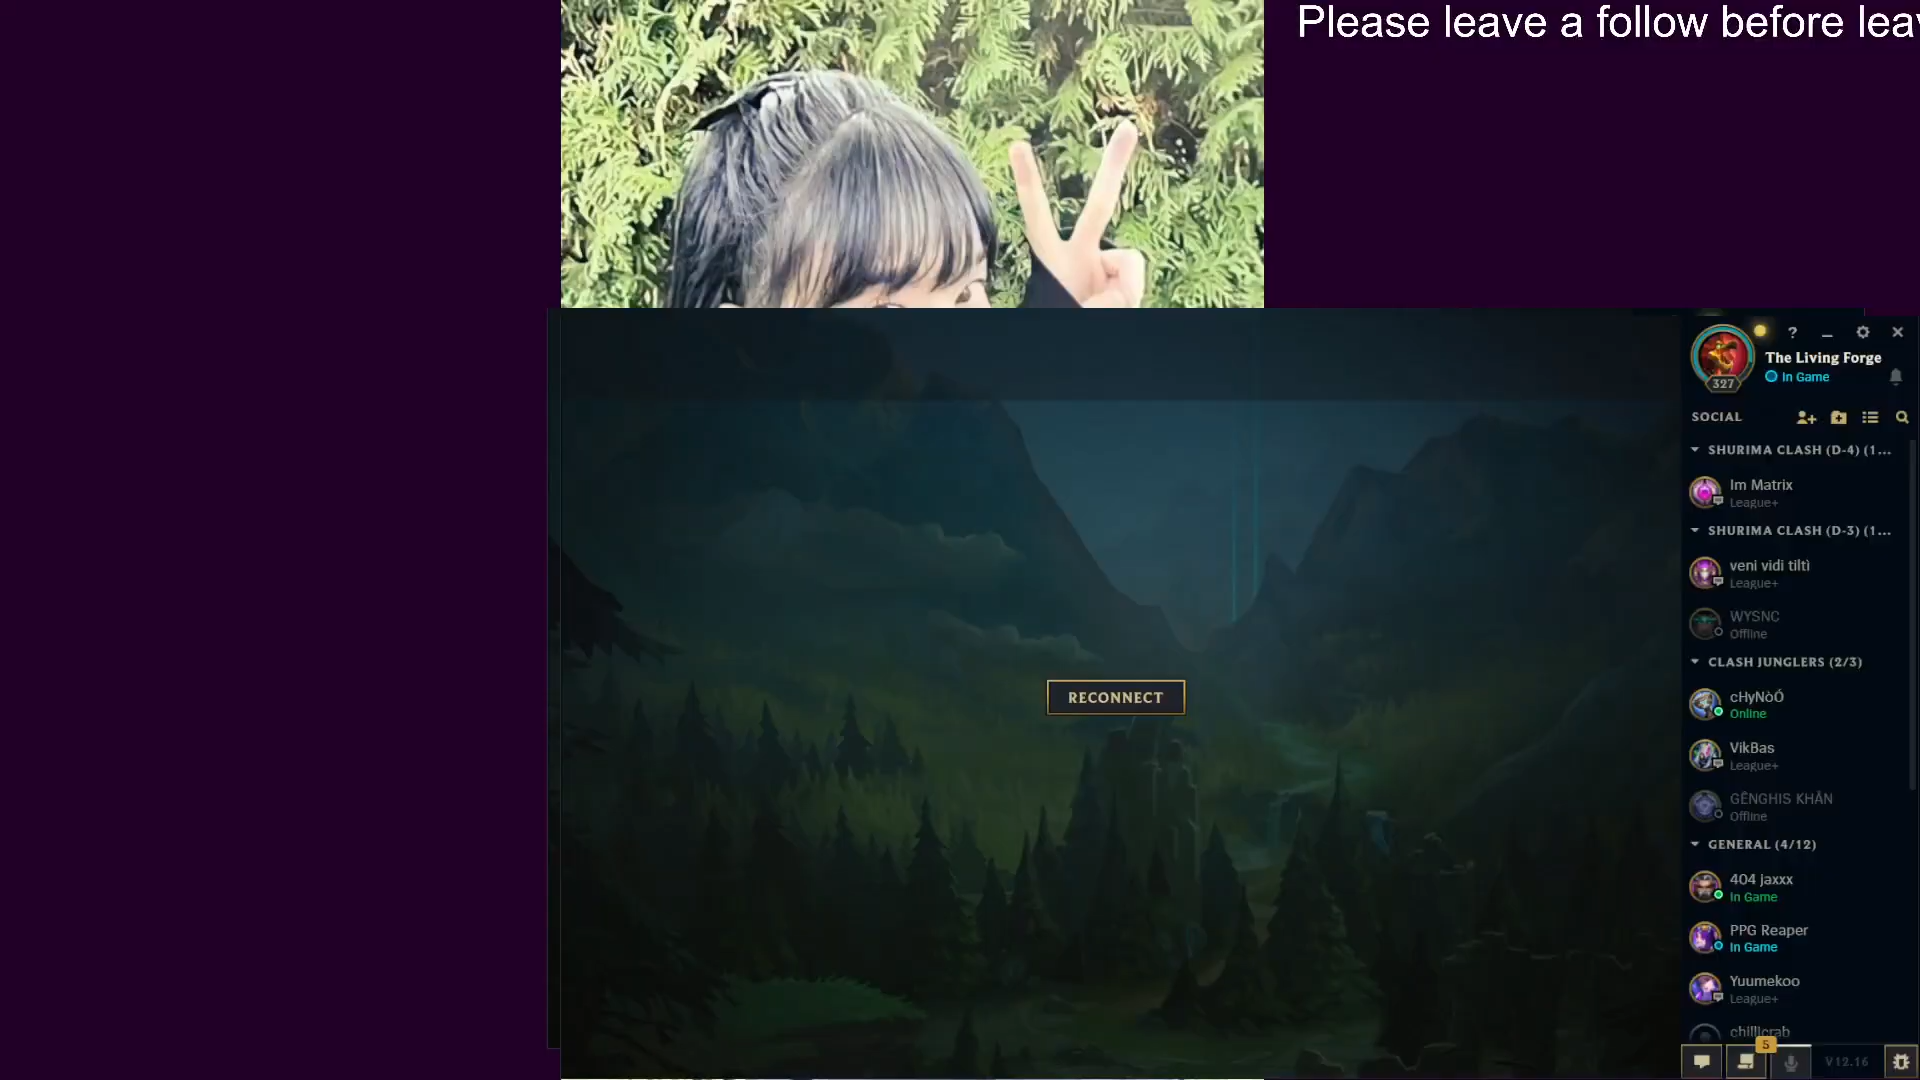 Please leave a follow before lea
?
The Living Forge
In Game
327
SOCIAL
SHURIMA CLASH (D-4) (1...
Im Matrix
League+
SHURIMA CLASH (D-3) (1...
veni vidi tiltì
League+
WYSNC
Offline
CLASH JUNGLERS (2/3)
cHyNòÓ
Online
VikBas
League+
GÊNGHIS KHÂN
Offline
GENERAL (4/12)
404 jaxxx
In Game
PPG Reaper
In Game
Yuumekoo
League+
chillicrab
RECONNECT
5
V12.16